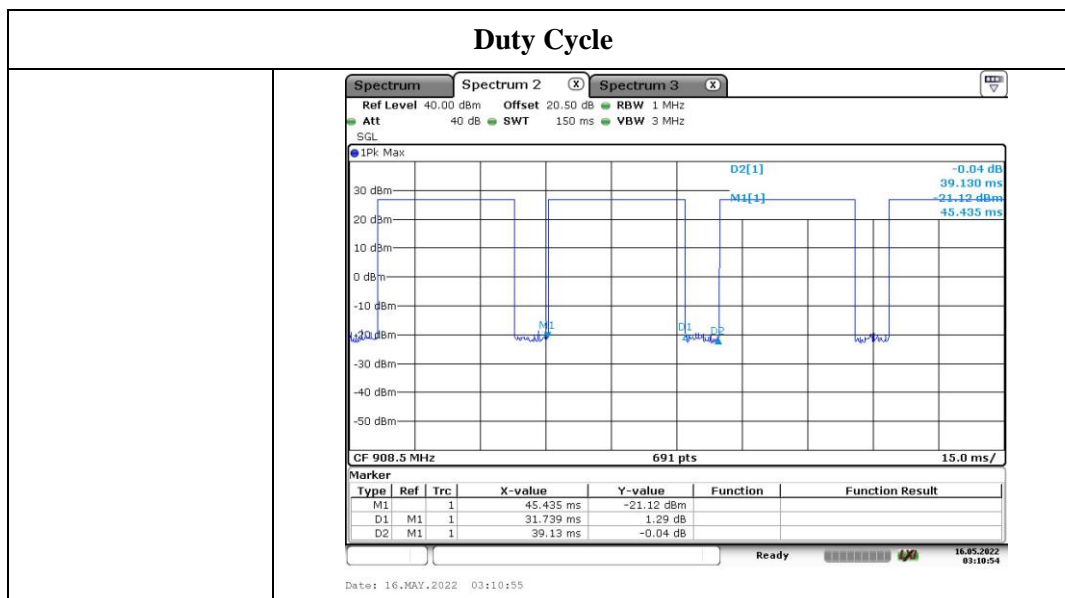 Duty Cycle
Spectrum Spectrum 2 X Spectrum 3 X
Ref Level 40.00 dBm Offset 20.50 dB RBW 1 MHz
Att 40 dB SWT 150 ms VBW 3 MHz
SGL
1Pk Max
D2[1] -0.04 dB
39.130 ms
M1[1] -21.12 dBm
45.435 ms
30 dBm
20 dBm
10 dBm
0 dBm
-10 dBm
-20 dBm
-30 dBm
-40 dBm
-50 dBm
M1 D1 D2
CF 908.5 MHz 691 pts 15.0 ms/
Marker
Type Ref Trc X-value Y-value Function Function Result
M1 1 45.435 ms -21.12 dBm
D1 M1 1 31.739 ms 1.29 dB
D2 M1 1 39.13 ms -0.04 dB
Ready 16.05.2022
03:10:54
Date: 16.MAY.2022 03:10:55